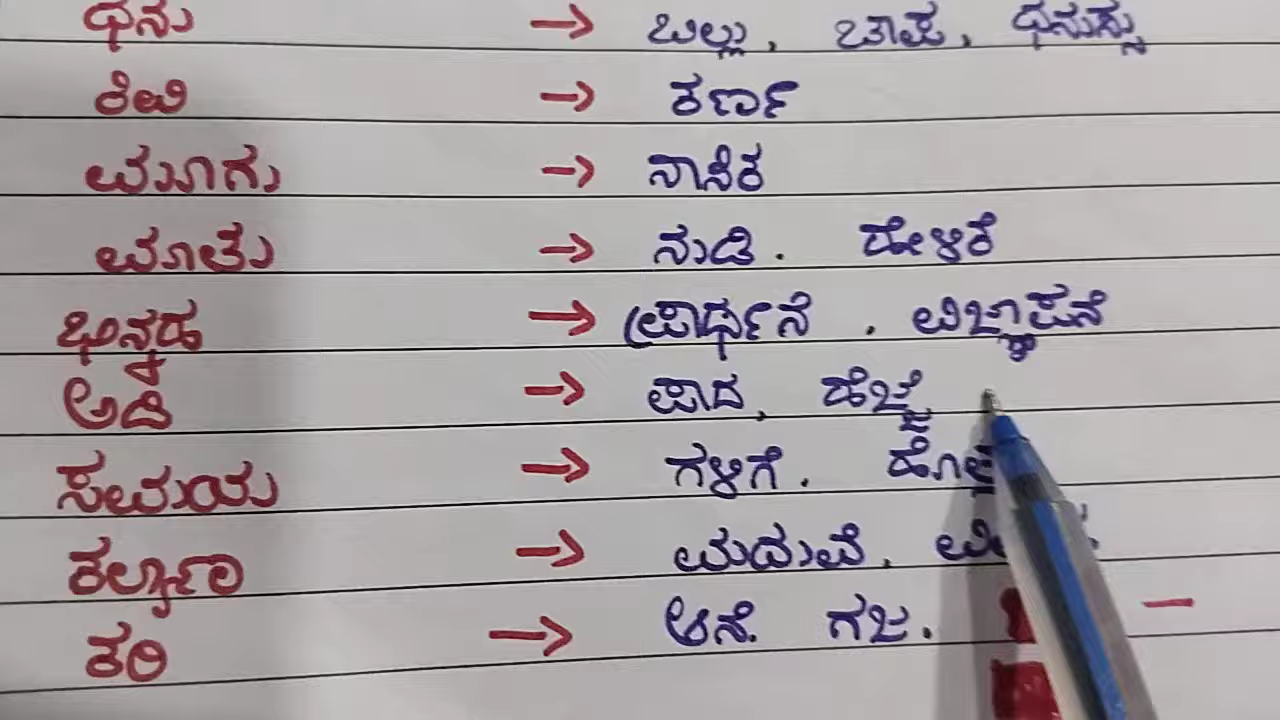 ಧನು → ಬಿಲ್ಲು, ಚಾಪ, ಧನುಸ್ಸು
ಕಿವಿ → ಕರ್ಣ
ಮೂಗು → ನಾಸಿಕ
ಮಾತು → ನುಡಿ. ಹೇಳಿಕೆ
ಭಿನ್ನಹ → ಪ್ರಾರ್ಥನೆ . ವಿಜ್ಞಾಪನೆ
ಅಡಿ → ಪಾದ, ಹೆಜ್ಜೆ
ಸಮಯ → ಗಳಿಗೆ.
ಕಲ್ಯಾಣ → ಮದುವೆ.
ಕರಿ → ಆನೆ. ಗಜ. –